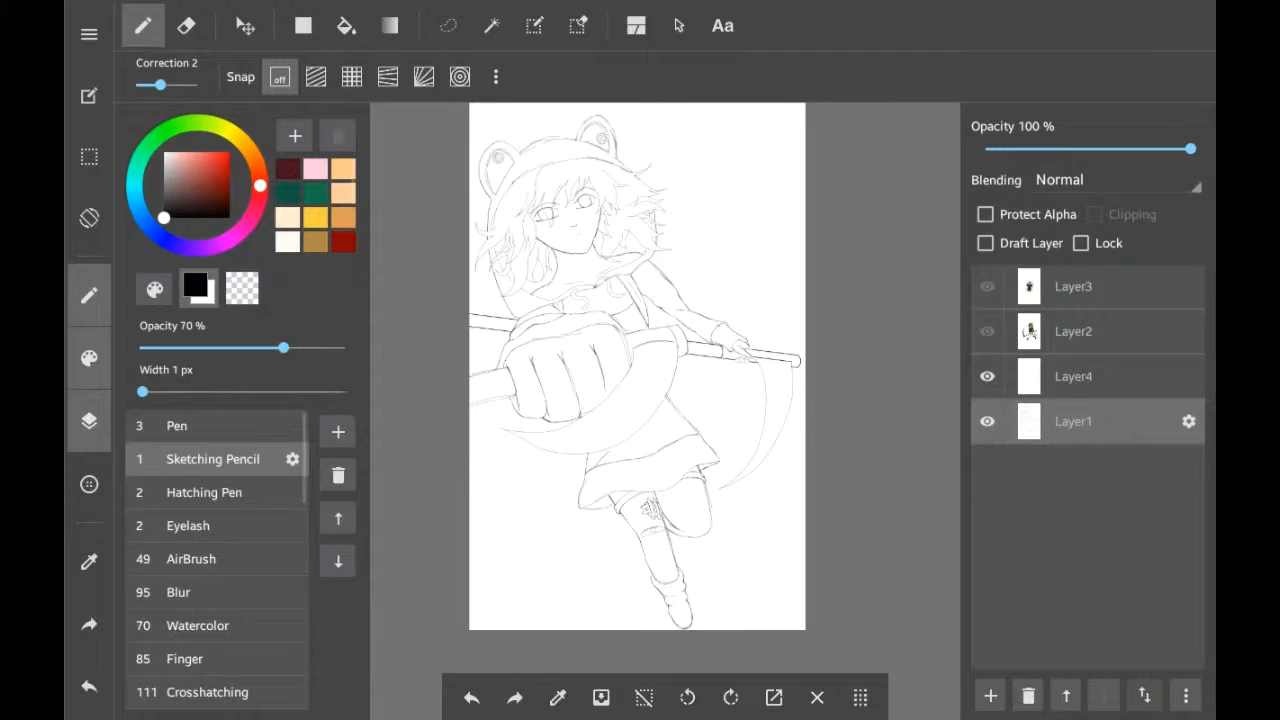 Aa
Correction 2
Snap
off
Opacity 100 %
Blending Normal
Protect Alpha Clipping
Draft Layer Lock
Layer3
Layer2
Layer4
Layer1
Opacity 70 %
Width 1 px
3 Pen
1 Sketching Pencil
2 Hatching Pen
2 Eyelash
49 AirBrush
95 Blur
70 Watercolor
85 Finger
111 Crosshatching